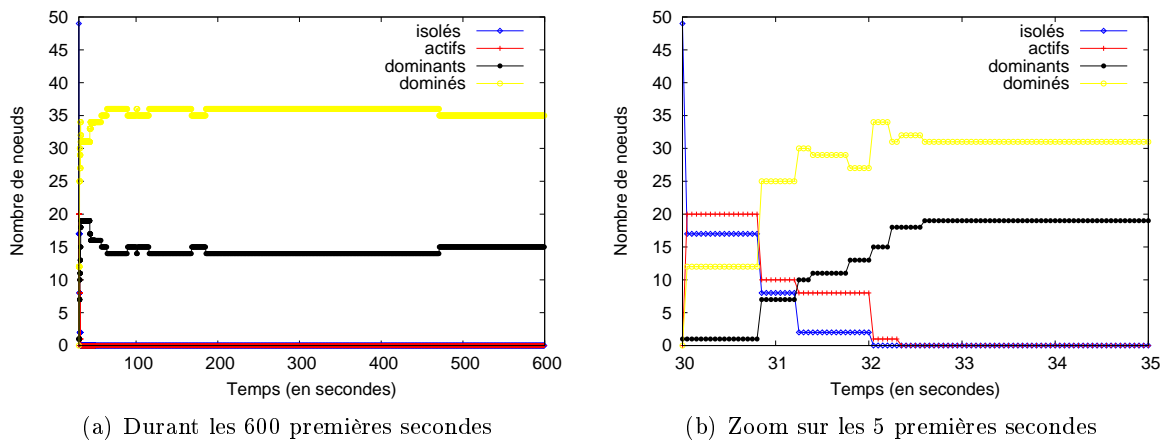 Nombre de noeuds
50
45
40
35
30
25
20
15
10
5
0
isolés
actifs
dominants
dominés
100
200
300
400
500
600
Temps (en secondes)
(a) Durant les 600 premières secondes
Nombre de noeuds
50
45
40
35
30
25
20
15
10
5
0
isolés
actifs
dominants
dominés
30
31
32
33
34
35
Temps (en secondes)
(b) Zoom sur les 5 premières secondes